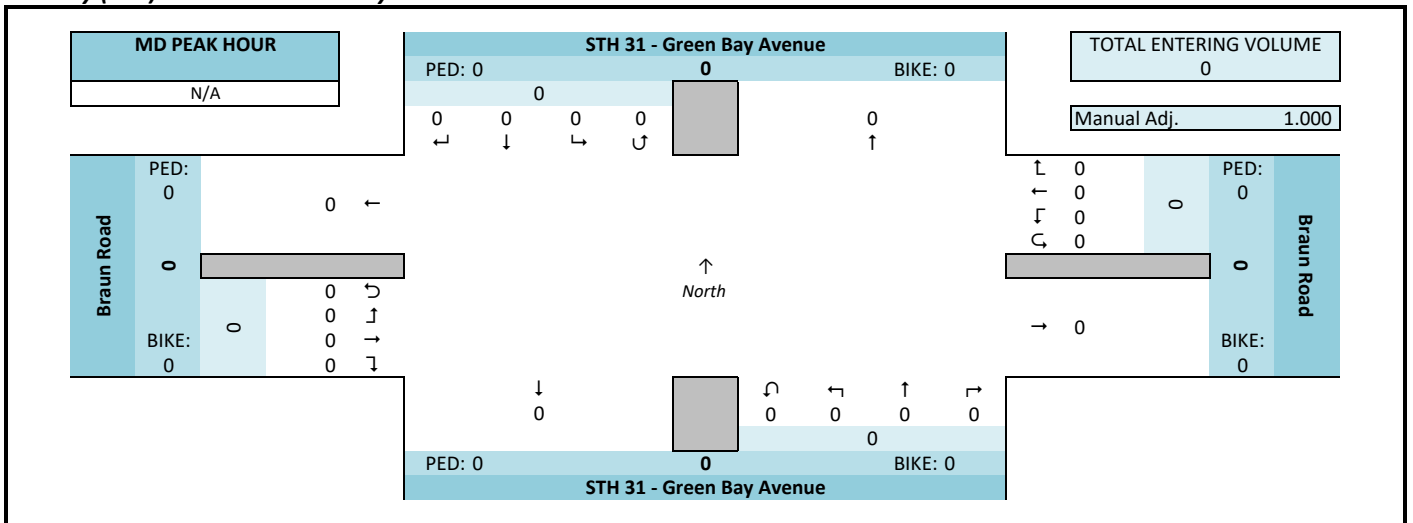 MD PEAK HOUR
N/A
STH 31 - Green Bay Avenue
PED: 0 0 BIKE: 0
0
0 0 0 0 0
↵ ↓ ↳ ↺ ↑
TOTAL ENTERING VOLUME
0
Manual Adj. 1.000
Braun Road
PED:
0
0
BIKE:
0
0
0 ←
0 ⮌
0 ⮥
0 →
0 ⮧
↑
North
↰ 0
← 0
↲ 0
⮎ 0
→ 0
0
PED:
0
0
BIKE:
0
Braun Road
↓ ↶ ↰ ↑ ↱
0 0 0 0 0
0
PED: 0 0 BIKE: 0
STH 31 - Green Bay Avenue